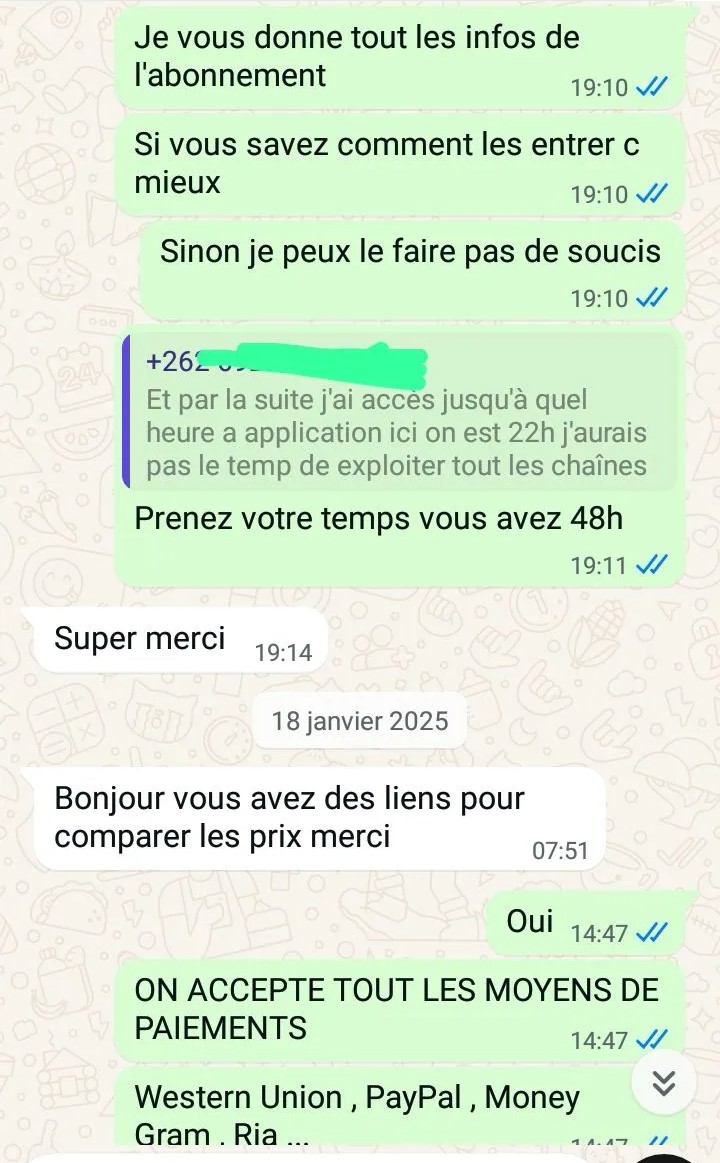 Je vous donne tout les infos de
l'abonnement
19:10
Si vous savez comment les entrer c
mieux
19:10
Sinon je peux le faire pas de soucis
19:10
+262
Et par la suite j'ai accès jusqu'à quel
heure a application ici on est 22h j'aurais
pas le temp de exploiter tout les chaînes
Prenez votre temps vous avez 48h
19:11
Super merci 19:14
18 janvier 2025
Bonjour vous avez des liens pour
comparer les prix merci
07:51
Oui 14:47
ON ACCEPTE TOUT LES MOYENS DE
PAIEMENTS
14:47
Western Union , PayPal , Money
Gram , Ria ...
14:47